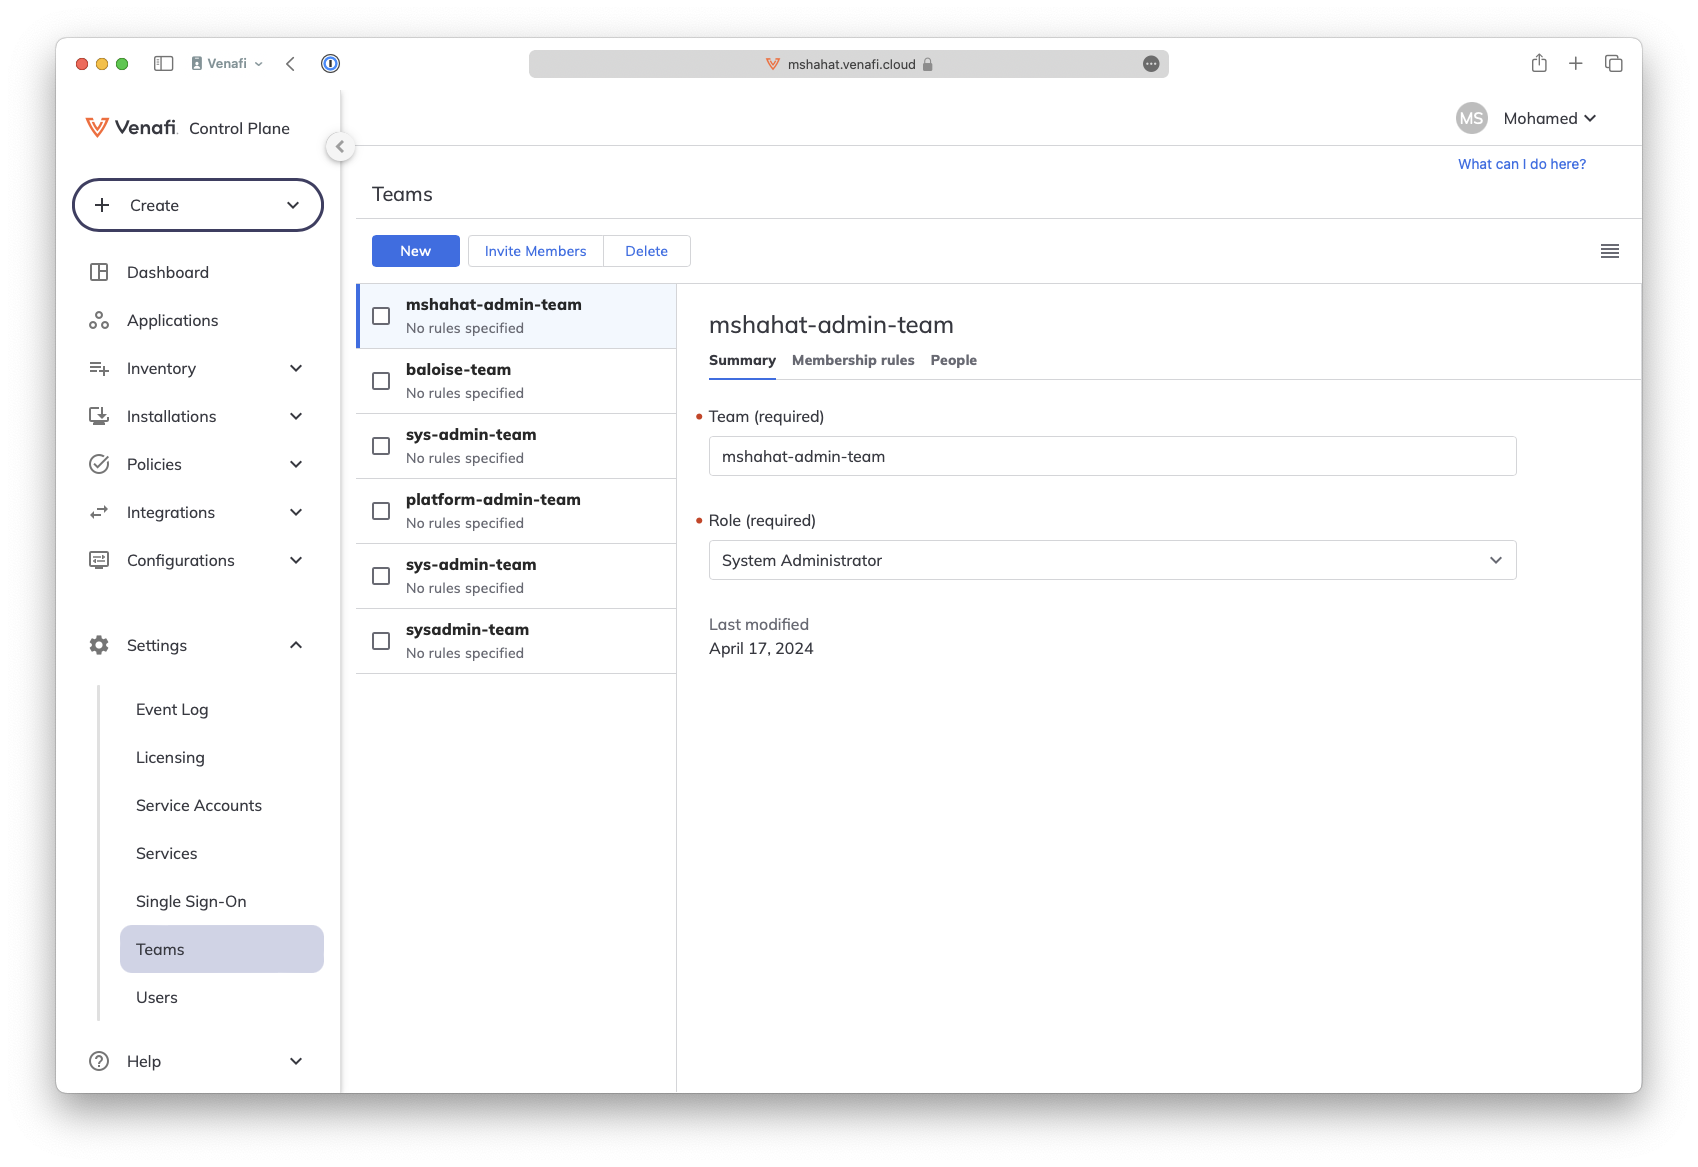 Venafi
mshahat.venafi.cloud
Venafi Control Plane
MS Mohamed
What can I do here?
Create
Dashboard
Applications
Inventory
Installations
Policies
Integrations
Configurations
Settings
Event Log
Licensing
Service Accounts
Services
Single Sign-On
Teams
Users
Help
Teams
New Invite Members Delete
mshahat-admin-team
No rules specified
baloise-team
No rules specified
sys-admin-team
No rules specified
platform-admin-team
No rules specified
sys-admin-team
No rules specified
sysadmin-team
No rules specified
mshahat-admin-team
Summary Membership rules People
Team (required)
mshahat-admin-team
Role (required)
System Administrator
Last modified
April 17, 2024